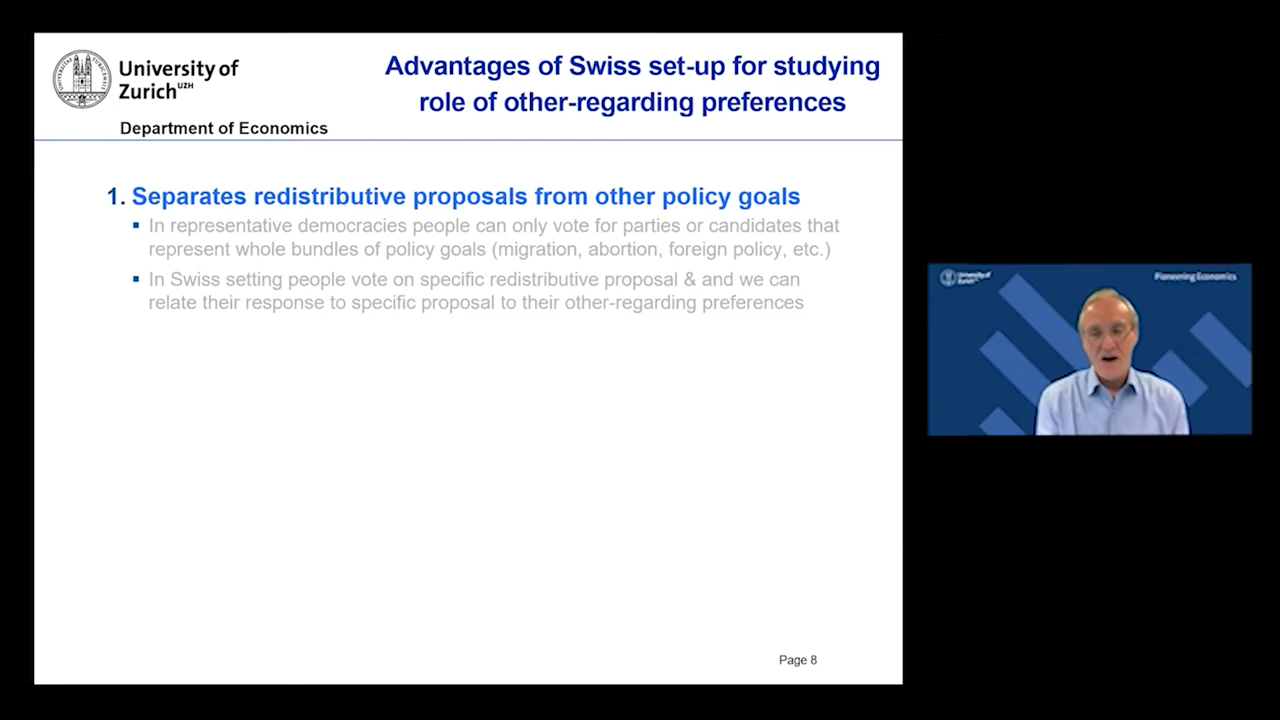 University of
Zurich UZH
Department of Economics
Advantages of Swiss set-up for studying
role of other-regarding preferences
1. Separates redistributive proposals from other policy goals
▪ In representative democracies people can only vote for parties or candidates that
represent whole bundles of policy goals (migration, abortion, foreign policy, etc.)
▪ In Swiss setting people vote on specific redistributive proposal & and we can
relate their response to specific proposal to their other-regarding preferences
Page 8
University of
Zurich
Pioneering Economics